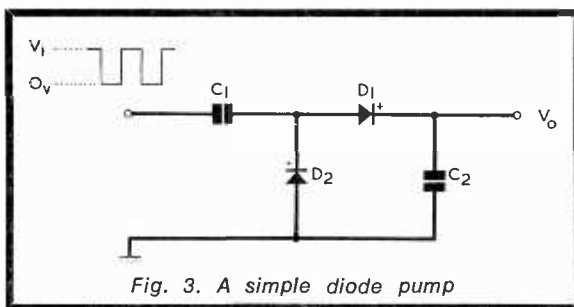 V₁
0ᵥ
C₁
D₁
+
Vₒ
+
D₂
C₂
Fig. 3. A simple diode pump